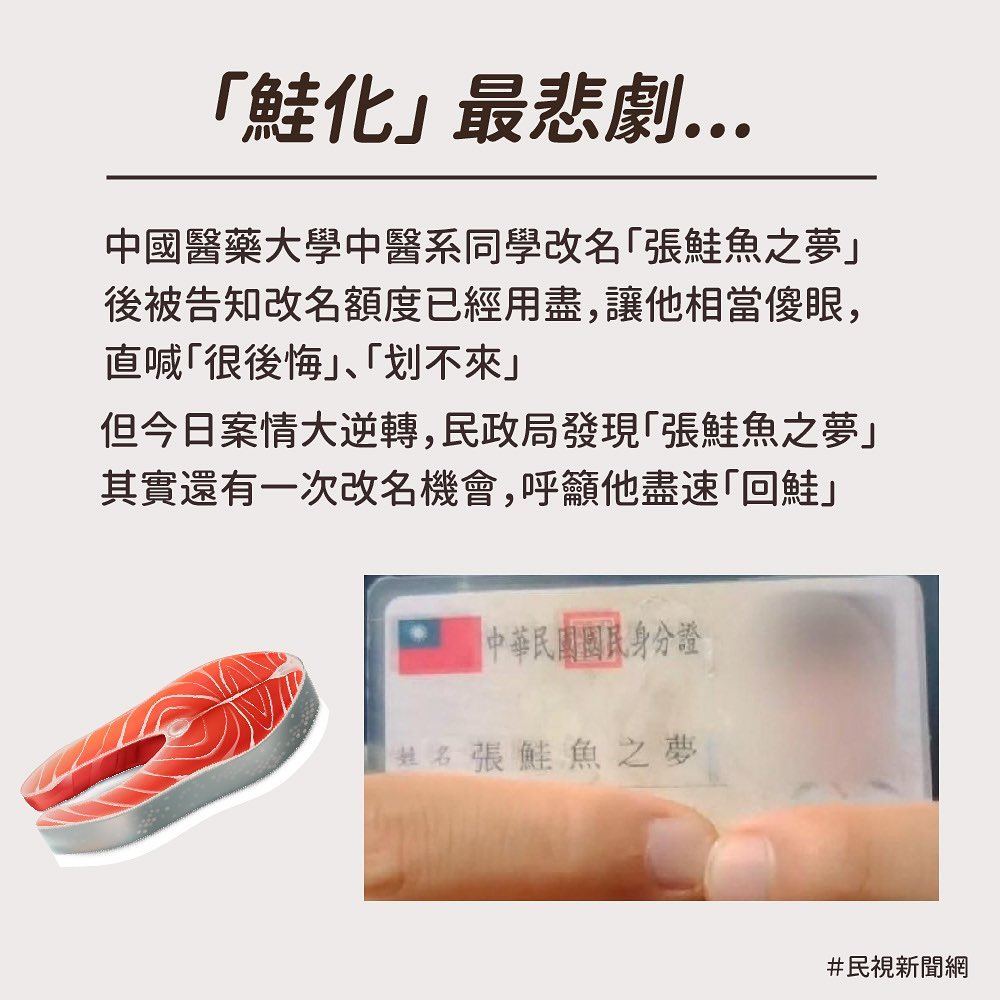 「鮭化」最悲劇...
中國醫藥大學中醫系同學改名「張鮭魚之夢」
後被告知改名額度已經用盡,讓他相當傻眼,
直喊「很後悔」、「划不來」
但今日案情大逆轉,民政局發現「張鮭魚之夢」
其實還有一次改名機會,呼籲他盡速「回鮭」
中華民國國民身分證
姓名 張鮭魚之夢
#民視新聞網